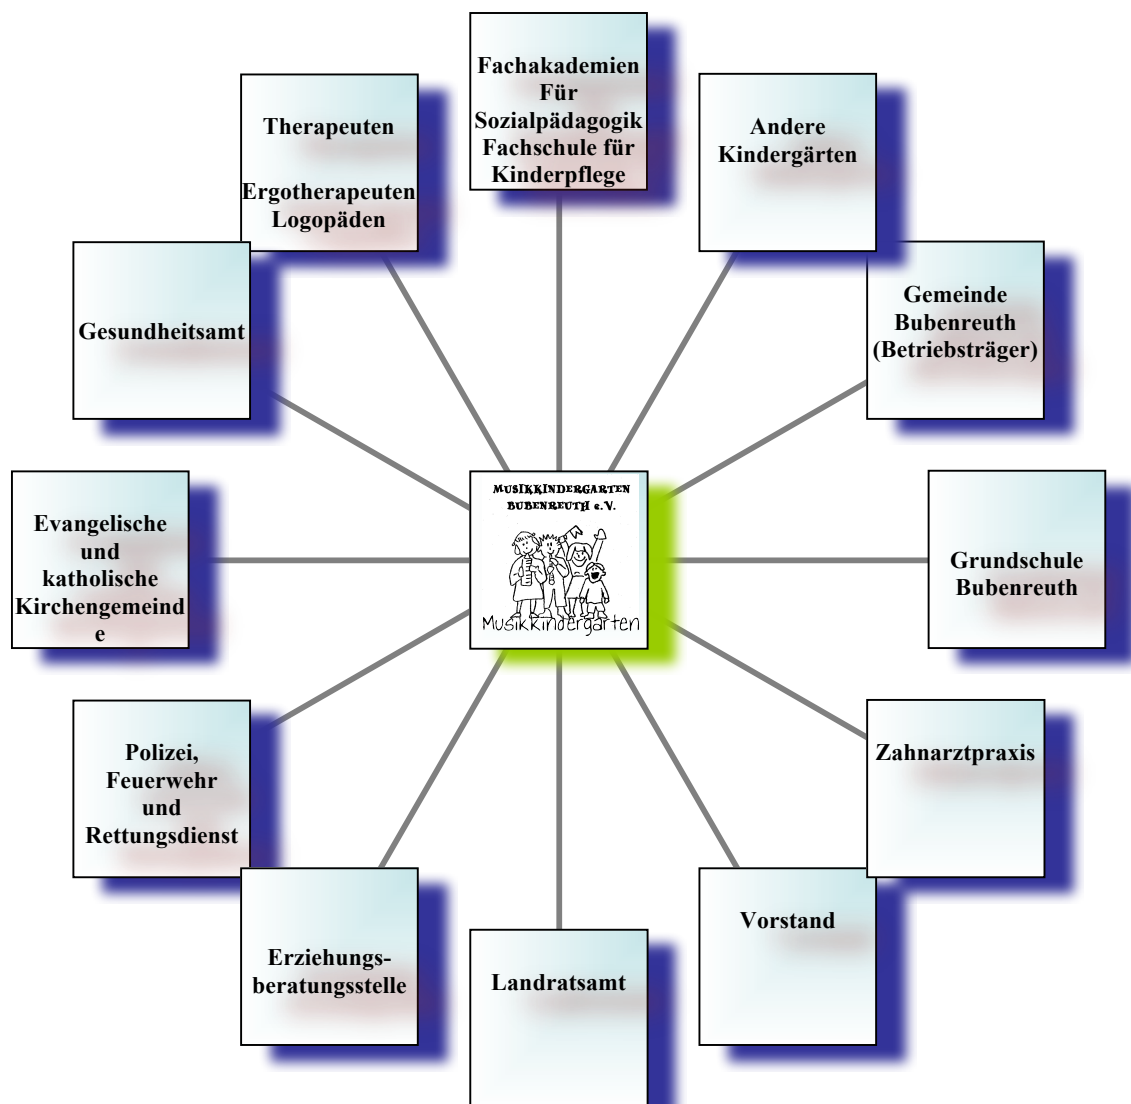 Fachakademien
Für
Sozialpädagogik
Fachschule für
Kinderpflege
Andere
Kindergärten
Gemeinde
Bubenreuth
(Betriebsträger)
Grundschule
Bubenreuth
Zahnarztpraxis
Vorstand
Landratsamt
Erziehungs-
beratungsstelle
Polizei,
Feuerwehr
und
Rettungsdienst
Evangelische
und
katholische
Kirchengemeind
e
Gesundheitsamt
Therapeuten
Ergotherapeuten
Logopäden
MUSIKKINDERGARTEN
BUBENREUTH e.V.
Musikkindergarten